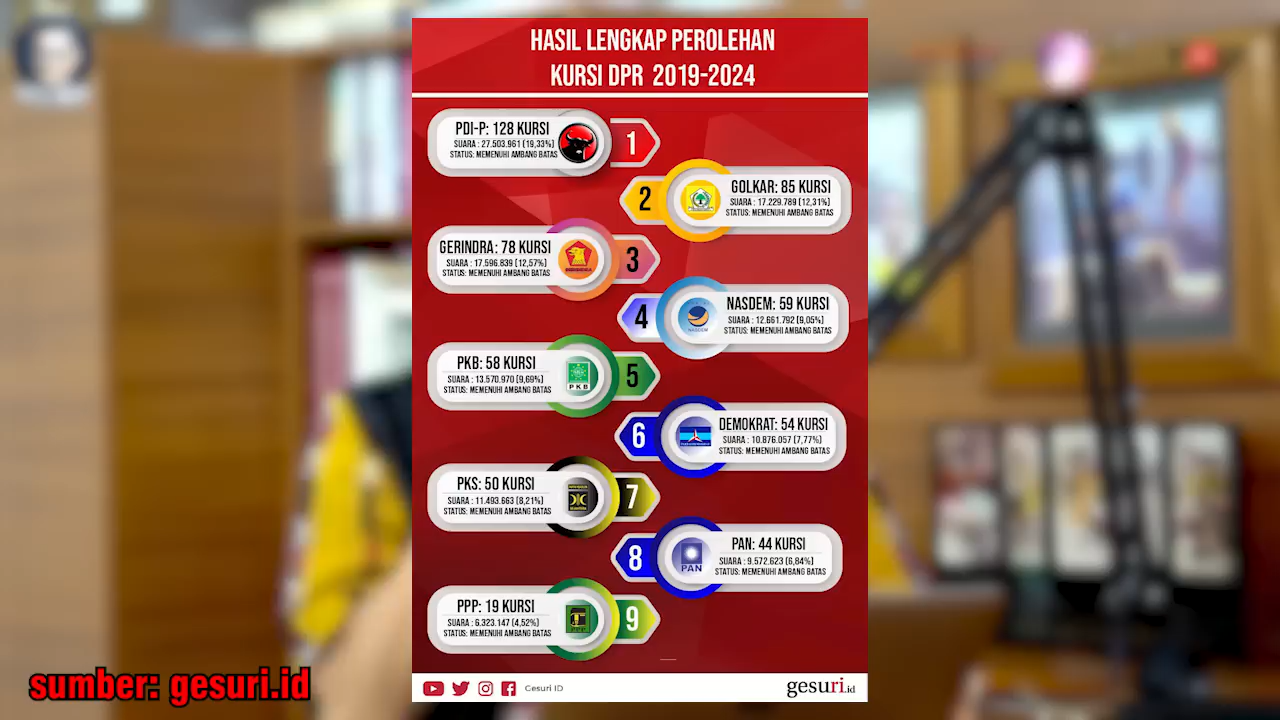 HASIL LENGKAP PEROLEHAN
KURSI DPR 2019-2024
PDI-P: 128 KURSI
SUARA : 27.503.961 (19,33%)
STATUS: MEMENUHI AMBANG BATAS
1
2
GOLKAR: 85 KURSI
SUARA : 17.229.789 (12,31%)
STATUS: MEMENUHI AMBANG BATAS
GERINDRA: 78 KURSI
SUARA : 17.596.839 (12,57%)
STATUS: MEMENUHI AMBANG BATAS
3
4
NASDEM
NASDEM: 59 KURSI
SUARA : 12.661.792 (9,05%)
STATUS: MEMENUHI AMBANG BATAS
PKB: 58 KURSI
SUARA : 13.570.970 (9,69%)
STATUS: MEMENUHI AMBANG BATAS
PKB
5
6
DEMOKRAT: 54 KURSI
SUARA : 10.876.057 (7,77%)
STATUS: MEMENUHI AMBANG BATAS
PKS: 50 KURSI
SUARA : 11.493.663 (8,21%)
STATUS: MEMENUHI AMBANG BATAS
7
8
PAN
PAN: 44 KURSI
SUARA : 9.572.623 (6,84%)
STATUS: MEMENUHI AMBANG BATAS
PPP: 19 KURSI
SUARA : 6.323.147 (4,52%)
STATUS: MEMENUHI AMBANG BATAS
9
sumber: gesuri.id
Gesuri ID
gesuri.id